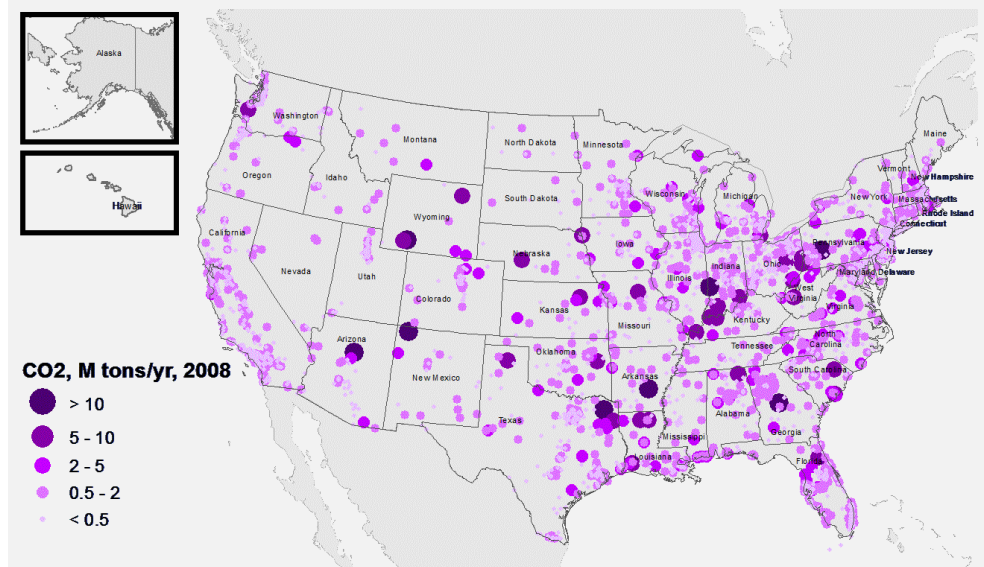 Alaska
Hawaii
Washington
Montana
North Dakota
Minnesota
Maine
Vermont
New Hampshire
Oregon
Idaho
South Dakota
Wisconsin
Michigan
New York
Massachusetts
Rhode Island
Connecticut
Wyoming
California
Nevada
Utah
Colorado
Nebraska
Iowa
Illinois
Indiana
Ohio
Pennsylvania
New Jersey
Maryland
Delaware
West
Virginia
Virginia
Kansas
Missouri
Kentucky
Arizona
New Mexico
Oklahoma
Arkansas
Tennessee
North
Carolina
South Carolina
Texas
Louisiana
Mississippi
Alabama
Georgia
Florida
CO2, M tons/yr, 2008
> 10
5 - 10
2 - 5
0.5 - 2
< 0.5